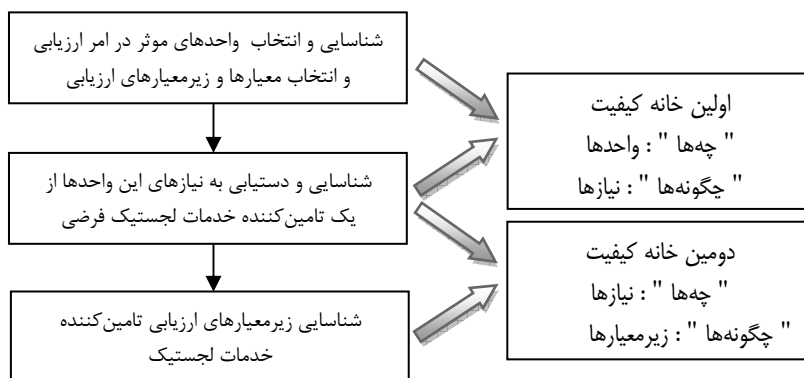 شناسایی و انتخاب واحدهای موثر در امر ارزیابی
و انتخاب معیارها و زیرمعیارهای ارزیابی
شناسایی و دستیابی به نیازهای این واحدها از
یک تامین‌کننده خدمات لجستیک فرضی
شناسایی زیرمعیارهای ارزیابی تامین‌کننده
خدمات لجستیک
اولین خانه کیفیت
" چه‌ها " : واحدها
" چگونه‌ها " : نیازها
دومین خانه کیفیت
" چه‌ها " : نیازها
" چگونه‌ها " : زیرمعیارها